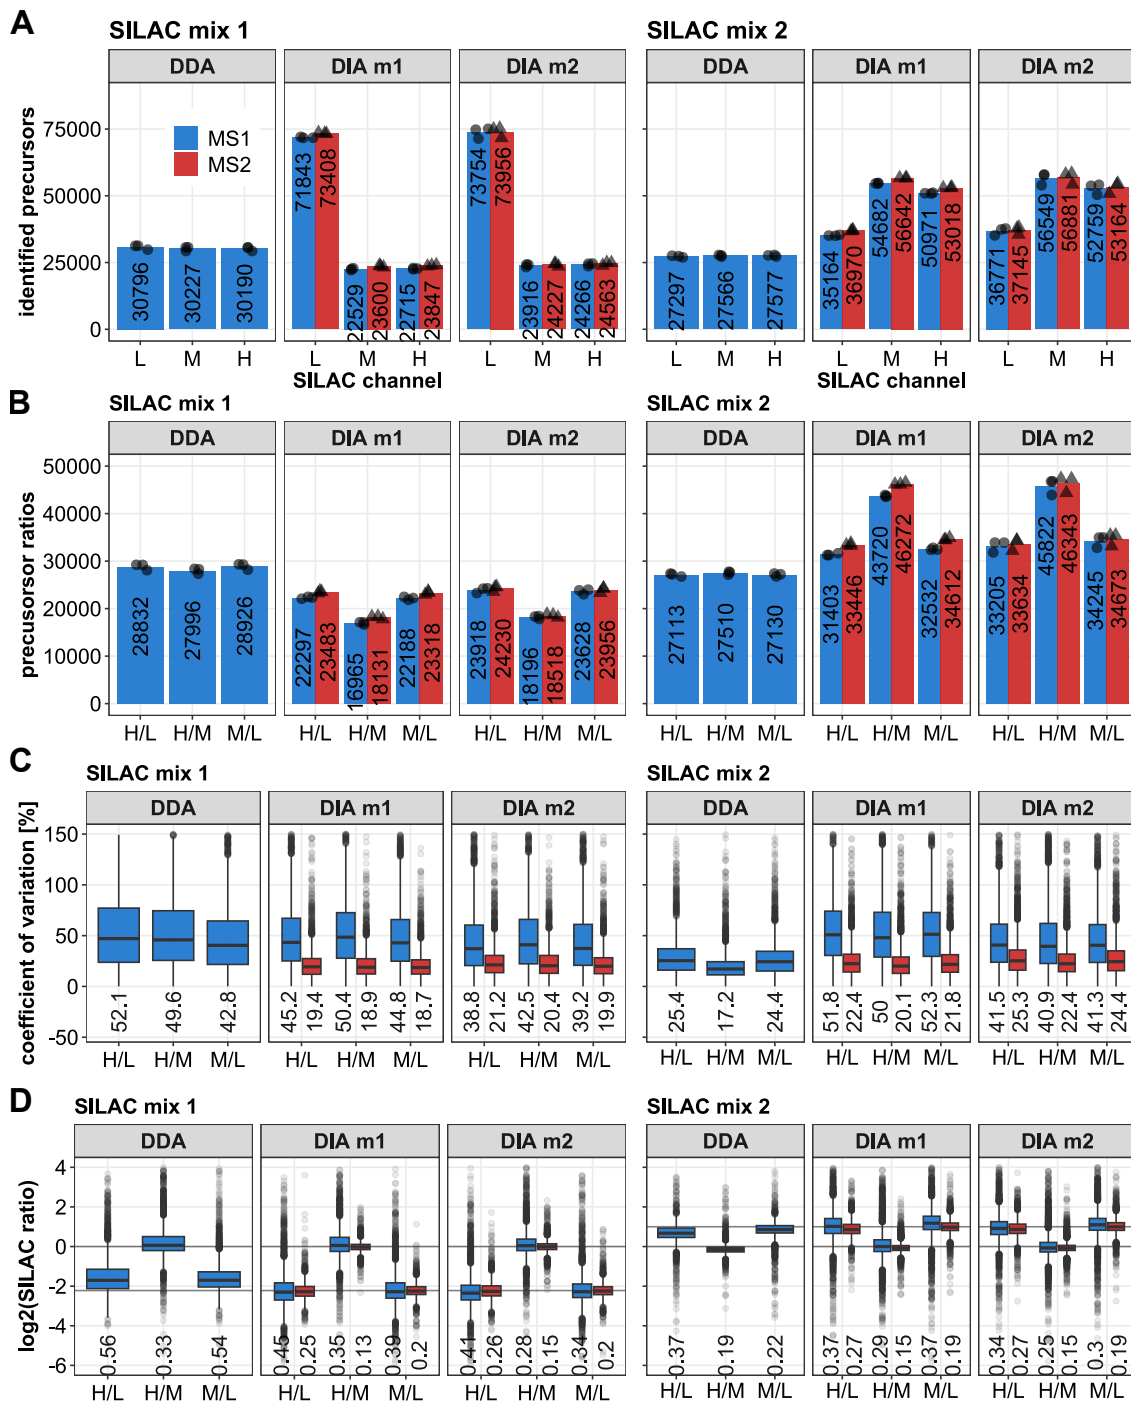 A
SILAC mix 1
SILAC mix 2
DDA
DIA m1
DIA m2
DDA
DIA m1
DIA m2
identified precursors
75000
50000
25000
0
MS1
MS2
30796
30227
30190
71843
73408
22529
23600
22715
23847
73754
73956
23916
24227
24266
24563
27297
27566
27577
35164
36970
54682
56642
50971
53018
36771
37145
56549
56881
52759
53164
L M H L M H L M H L M H L M H L M H
SILAC channel
SILAC channel
B
SILAC mix 1
SILAC mix 2
DDA
DIA m1
DIA m2
DDA
DIA m1
DIA m2
precusorsor ratios
50000
40000
30000
20000
10000
0
28832
27996
28926
22297
23483
16965
18131
22188
23318
23918
24230
18196
18518
23628
23956
27113
27510
27130
31403
33446
43720
46272
32532
34612
33205
33634
45822
46343
34245
34673
H/L H/M M/L H/L H/M M/L H/L H/M M/L H/L H/M M/L H/L H/M M/L H/L H/M M/L
C
SILAC mix 1
SILAC mix 2
DDA
DIA m1
DIA m2
DDA
DIA m1
DIA m2
coefficient of variation [%]
150
100
50
0
-50
52.1
49.6
42.8
45.2
19.4
50.4
18.9
44.8
18.7
38.8
21.2
42.5
20.4
39.2
19.9
25.4
17.2
24.4
51.8
22.4
50
20.1
52.3
21.8
41.5
25.3
40.9
22.4
41.3
24.4
H/L H/M M/L H/L H/M M/L H/L H/M M/L H/L H/M M/L H/L H/M M/L H/L H/M M/L
D
SILAC mix 1
SILAC mix 2
DDA
DIA m1
DIA m2
DDA
DIA m1
DIA m2
log2(SILAC ratio)
4
2
0
-2
-4
-6
0.56
0.33
0.54
0.43
0.25
0.35
0.13
0.39
0.2
0.41
0.26
0.28
0.15
0.34
0.2
0.37
0.19
0.22
0.37
0.27
0.29
0.15
0.37
0.19
0.34
0.27
0.25
0.15
0.3
0.19
H/L H/M M/L H/L H/M M/L H/L H/M M/L H/L H/M M/L H/L H/M M/L H/L H/M M/L